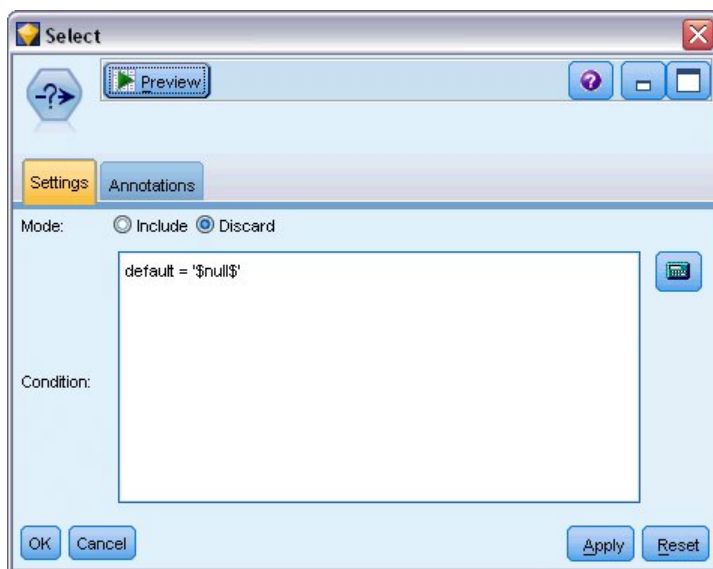 Select
Preview
Settings
Annotations
Mode:
Include
Discard
default = '$null$'
Condition:
OK
Cancel
Apply
Reset